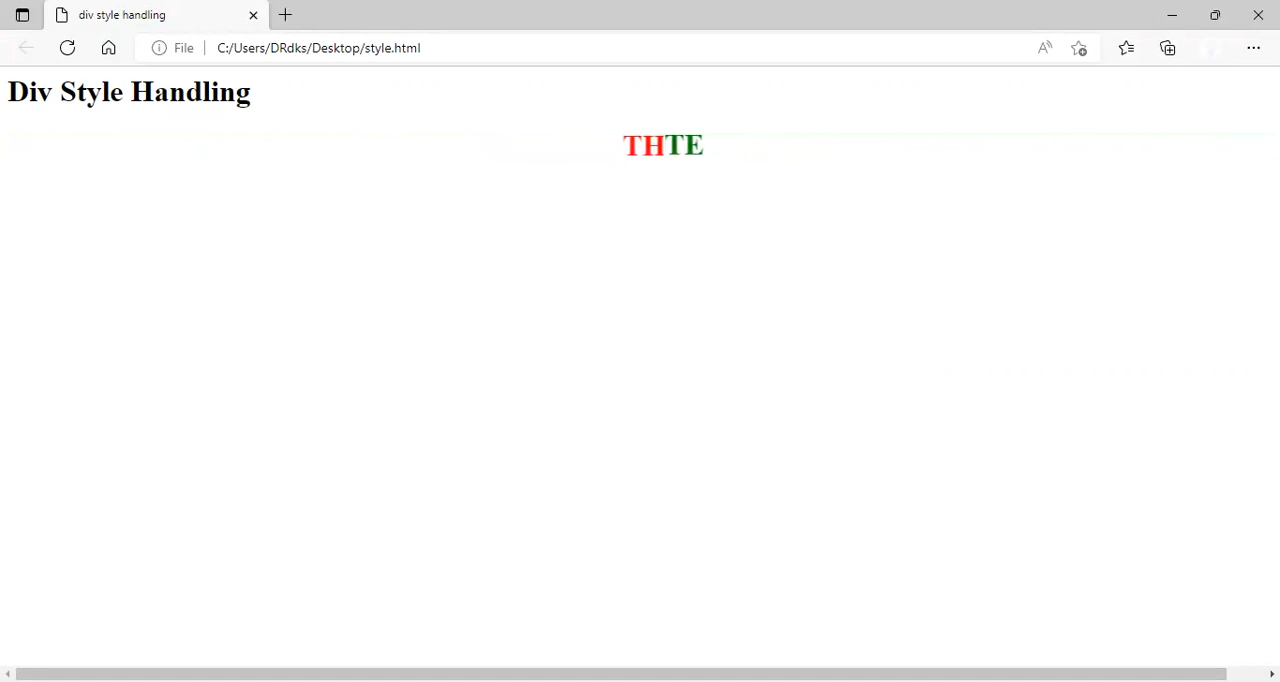 div style handling
File C:/Users/DRdks/Desktop/style.html
Div Style Handling
THTE